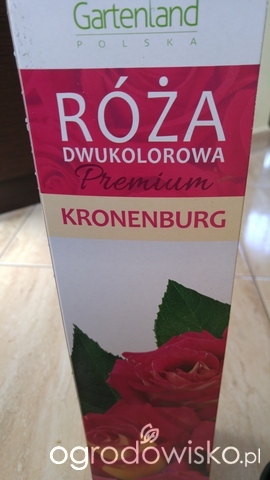 Gartenland
POLSKA
RÓŻA
DWUKOLOROWA
Premium
KRONENBURG
ogrodowisko.pl